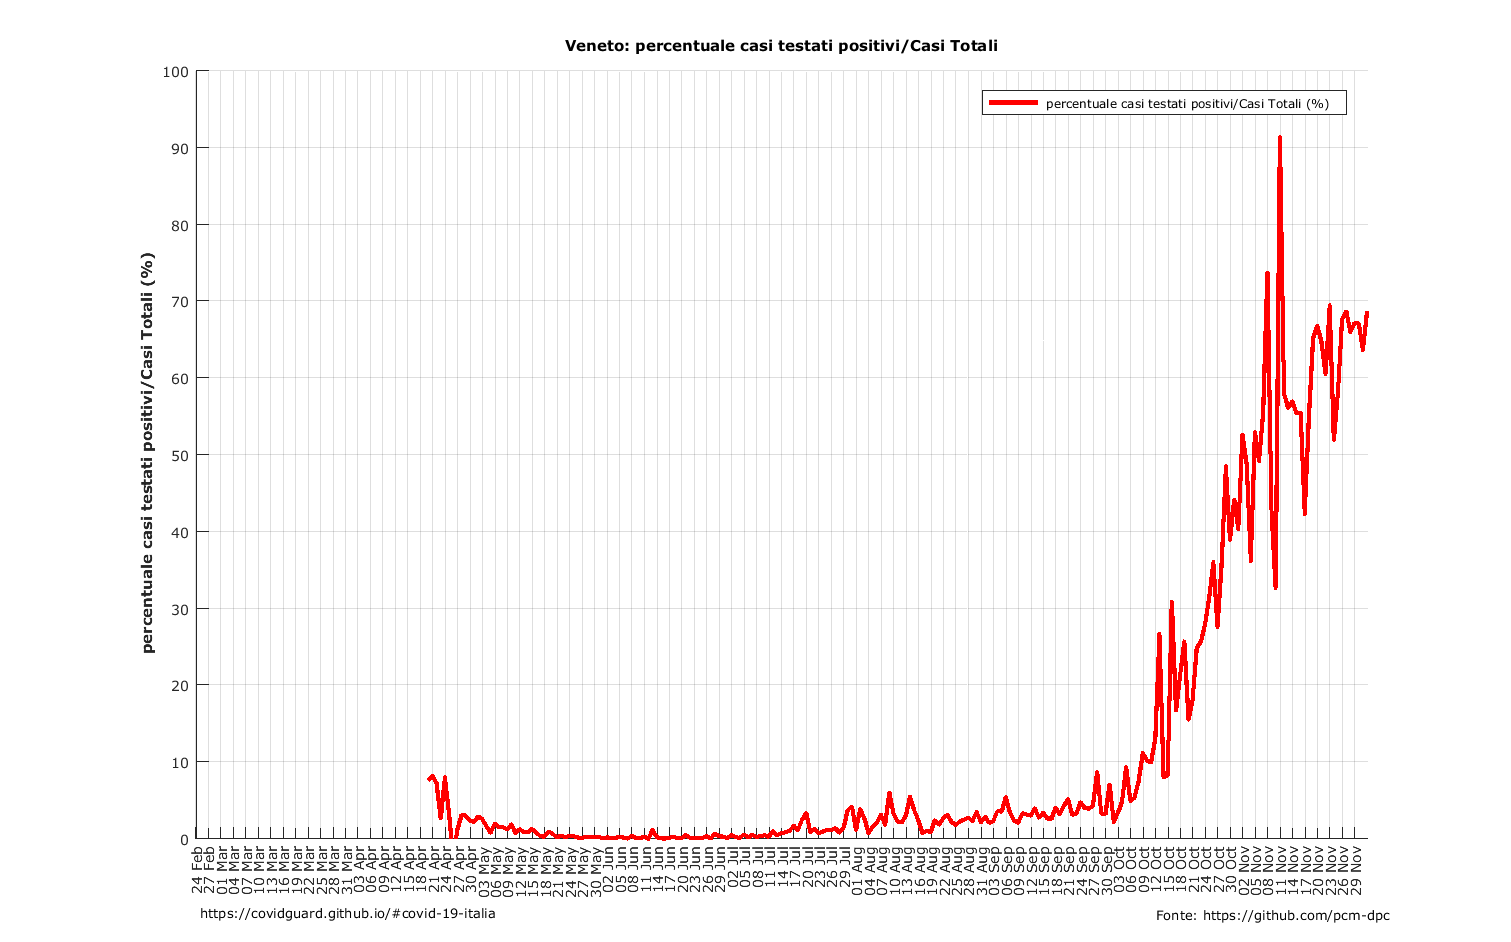 Veneto: percentuale casi testati positivi/Casi Totali
percentuale casi testati positivi/Casi Totali (%)
percentuale casi testati positivi/Casi Totali (%)
100
90
80
70
60
50
40
30
20
10
0
24 Feb
27 Feb
01 Mar
04 Mar
07 Mar
10 Mar
13 Mar
16 Mar
19 Mar
22 Mar
25 Mar
28 Mar
31 Mar
03 Apr
06 Apr
09 Apr
12 Apr
15 Apr
18 Apr
21 Apr
24 Apr
27 Apr
30 Apr
03 May
06 May
09 May
12 May
15 May
18 May
21 May
24 May
27 May
30 May
02 Jun
05 Jun
08 Jun
11 Jun
14 Jun
17 Jun
20 Jun
23 Jun
26 Jun
29 Jun
02 Jul
05 Jul
08 Jul
11 Jul
14 Jul
17 Jul
20 Jul
23 Jul
26 Jul
29 Jul
01 Aug
04 Aug
07 Aug
10 Aug
13 Aug
16 Aug
19 Aug
22 Aug
25 Aug
28 Aug
31 Aug
03 Sep
06 Sep
09 Sep
12 Sep
15 Sep
18 Sep
21 Sep
24 Sep
27 Sep
30 Sep
03 Oct
06 Oct
09 Oct
12 Oct
15 Oct
18 Oct
21 Oct
24 Oct
27 Oct
30 Oct
02 Nov
05 Nov
08 Nov
11 Nov
14 Nov
17 Nov
20 Nov
23 Nov
26 Nov
29 Nov
https://covidguard.github.io/#covid-19-italia
Fonte: https://github.com/pcm-dpc